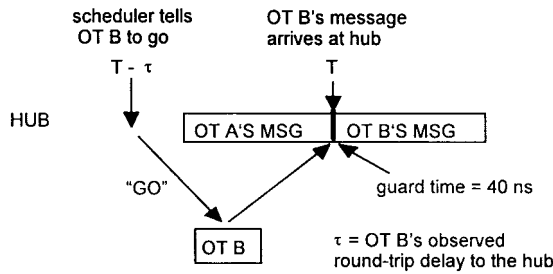 scheduler tells
OT B to go
T - τ
OT B's message
arrives at hub
T
HUB
OT A'S MSG
OT B'S MSG
"GO"
guard time = 40 ns
OT B
τ = OT B's observed
round-trip delay to the hub